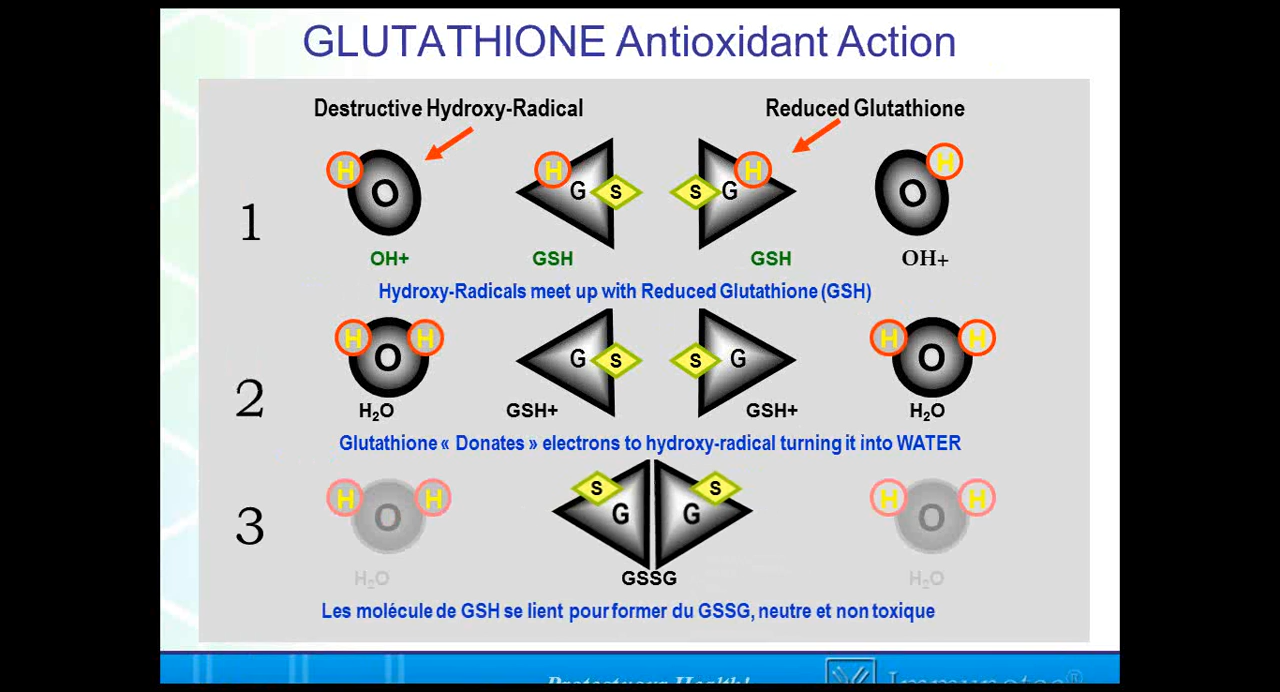 GLUTATHIONE Antioxidant Action
Destructive Hydroxy-Radical
Reduced Glutathione
H O
H G S
S G H
O H
1
OH+
GSH
GSH
OH+
Hydroxy-Radicals meet up with Reduced Glutathione (GSH)
H O H
G S
S G
H O H
2
H₂O
GSH+
GSH+
H₂O
Glutathione « Donates » electrons to hydroxy-radical turning it into WATER
H O H
S G
G S
H O H
3
H₂O
GSSG
H₂O
Les molécule de GSH se lient pour former du GSSG, neutre et non toxique